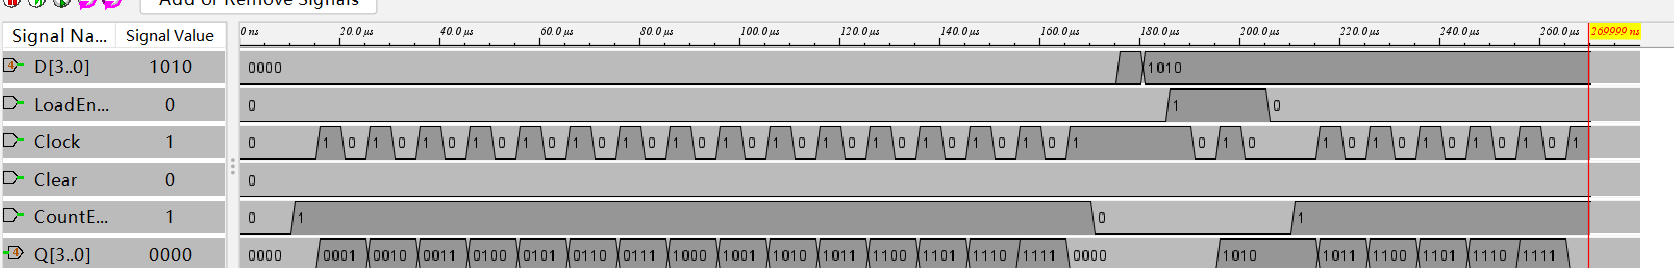 Add or Remove Signals
Signal Na... Signal Value 0 ns 20.0 µs 40.0 µs 60.0 µs 80.0 µs 100.0 µs 120.0 µs 140.0 µs 160.0 µs 180.0 µs 200.0 µs 220.0 µs 240.0 µs 260.0 µs 269999 ns
4 D[3..0] 1010 0000 1010
LoadEn... 0 0 1 0
Clock 1 0 1 0 1 0 1 0 1 0 1 0 1 0 1 0 1 0 1 0 1 0 1 0 1 0 1 0 1 0 1 0 1 0 1 0 1 0 1 0 1 0 1 0 1 0 1
Clear 0 0
CountE... 1 0 1 0 1
4 Q[3..0] 0000 0000 0001 0010 0011 0100 0101 0110 0111 1000 1001 1010 1011 1100 1101 1110 1111 0000 1010 1011 1100 1101 1110 1111